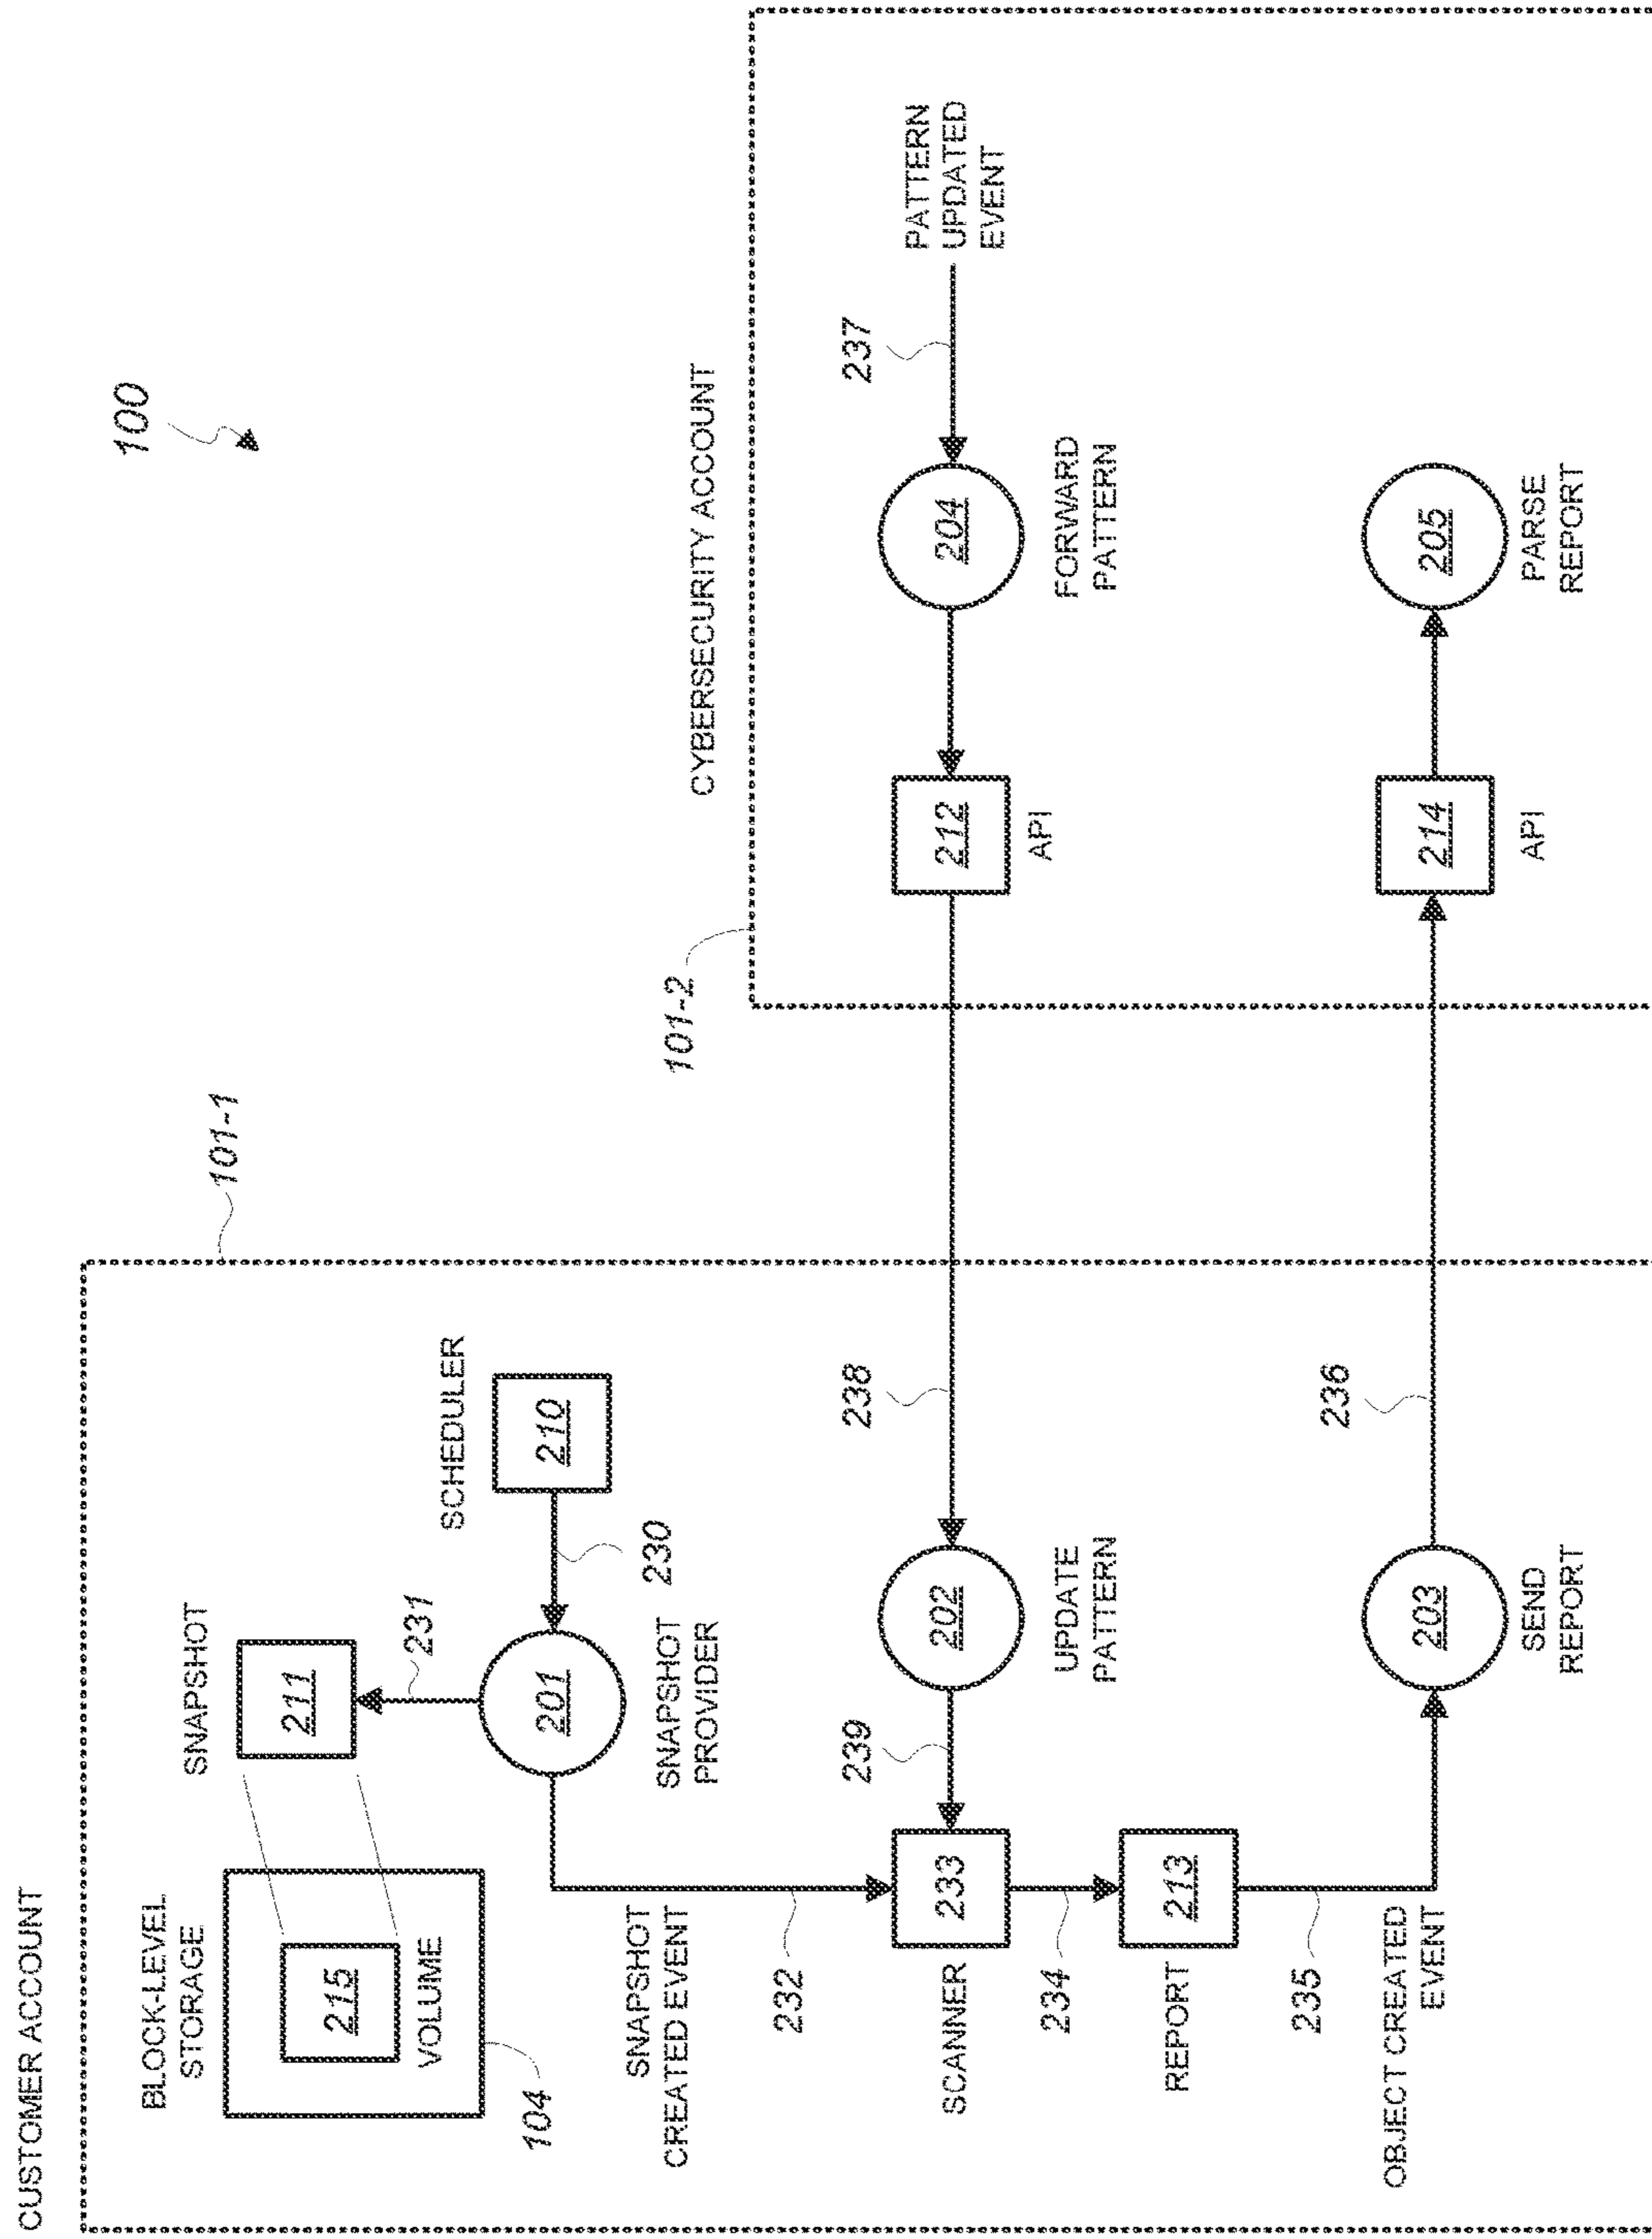 100
CUSTOMER ACCOUNT
101-1
BLOCK-LEVEL
STORAGE
215
VOLUME
104
SNAPSHOT
211
231
SCHEDULER
210
230
201
SNAPSHOT
PROVIDER
SNAPSHOT
CREATED EVENT
232
CYBERSECURITY ACCOUNT
101-2
SCANNER
233
239
202
UPDATE
PATTERN
238
212
API
204
FORWARD
PATTERN
237
PATTERN
UPDATED
EVENT
234
REPORT
213
235
OBJECT CREATED
EVENT
203
SEND
REPORT
236
214
API
205
PARSE
REPORT